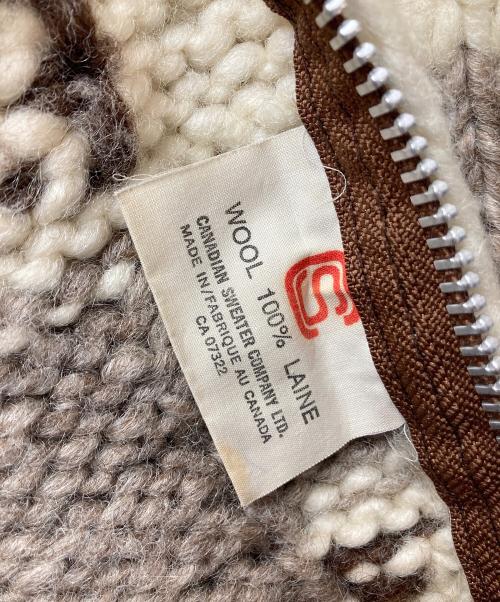 WOOL 100% LAINE
CANADIAN SWEATER COMPANY LTD.
MADE IN/FABRIQUE AU CANADA
CA 07322